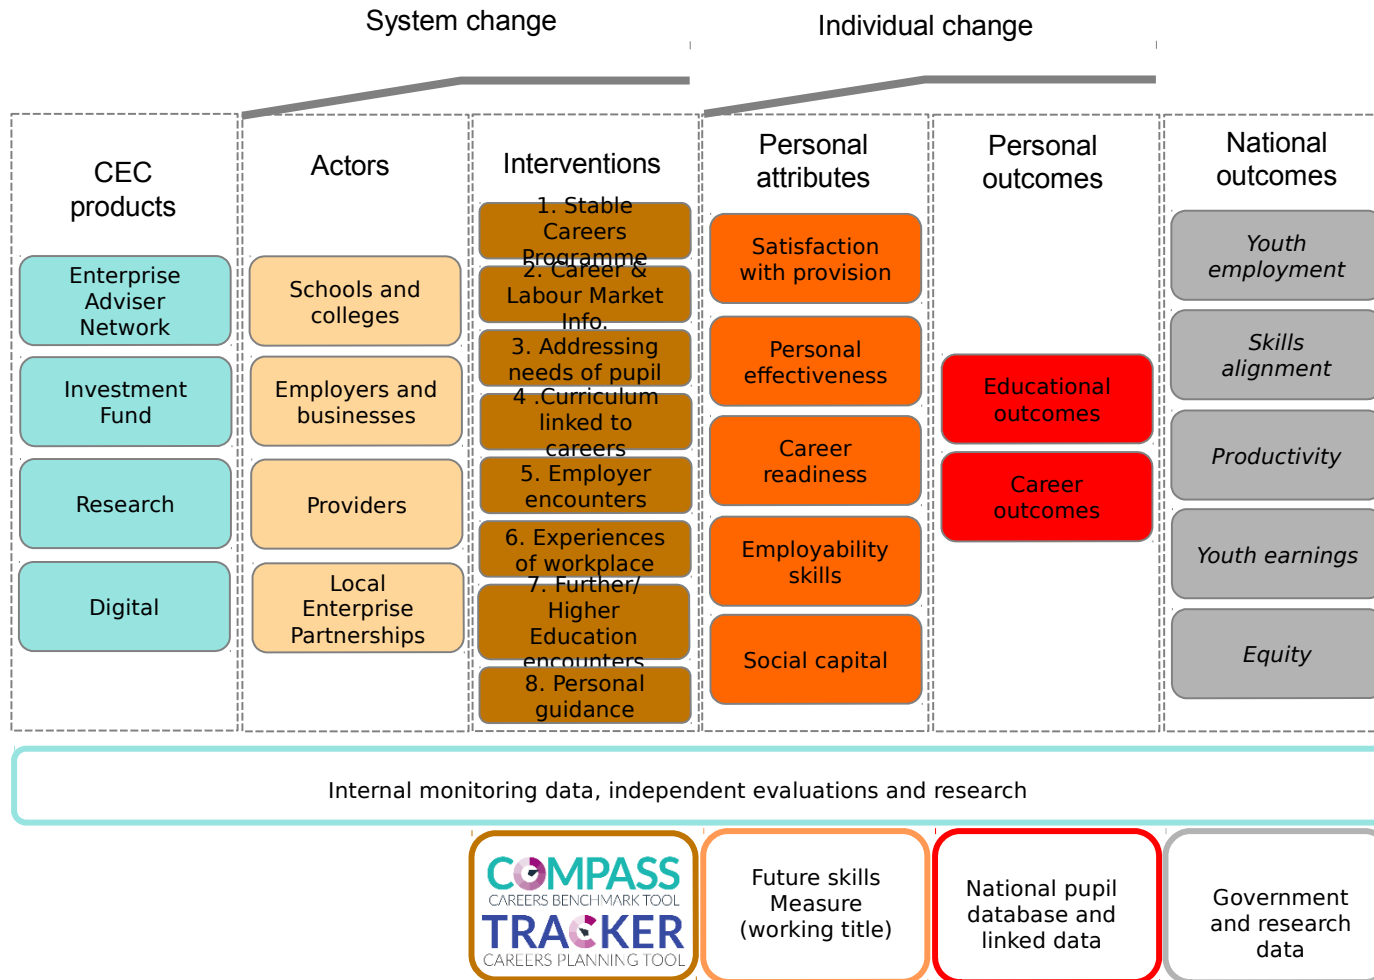 System change
Individual change
CEC
products
Enterprise
Adviser
Network
Investment
Fund
Research
Digital
Actors
Schools and
colleges
Employers and
businesses
Providers
Local
Enterprise
Partnerships
Interventions
1. Stable
Careers
Programme
2. Career &
Labour Market
Info.
3. Addressing
needs of pupil
4 .Curriculum
linked to
careers
5. Employer
encounters
6. Experiences
of workplace
7. Further/
Higher
Education
encounters
8. Personal
guidance
Personal
attributes
Satisfaction
with provision
Personal
effectiveness
Career
readiness
Employability
skills
Social capital
Personal
outcomes
Educational
outcomes
Career
outcomes
National
outcomes
Youth
employment
Skills
alignment
Productivity
Youth earnings
Equity
Internal monitoring data, independent evaluations and research
COMPASS
CAREERS BENCHMARK TOOL
TRACKER
CAREERS PLANNING TOOL
Future skills
Measure
(working title)
National pupil
database and
linked data
Government
and research
data